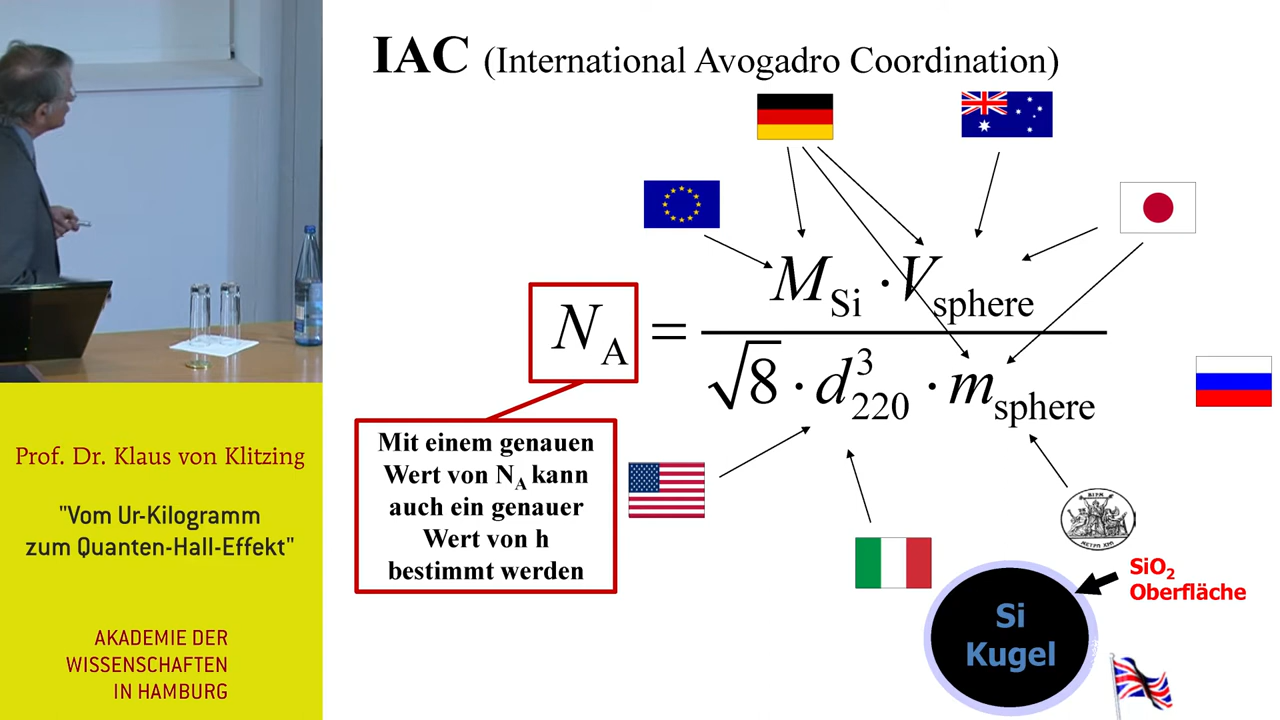 IAC (International Avogadro Coordination)
N_A = M_Si · V_sphere / √8 · d³_220 · m_sphere
Mit einem genauen
Wert von N_A kann
auch ein genauer
Wert von h
bestimmt werden
SiO₂
Oberfläche
Si
Kugel
Prof. Dr. Klaus von Klitzing
"Vom Ur-Kilogramm
zum Quanten-Hall-Effekt"
AKADEMIE DER
WISSENSCHAFTEN
IN HAMBURG